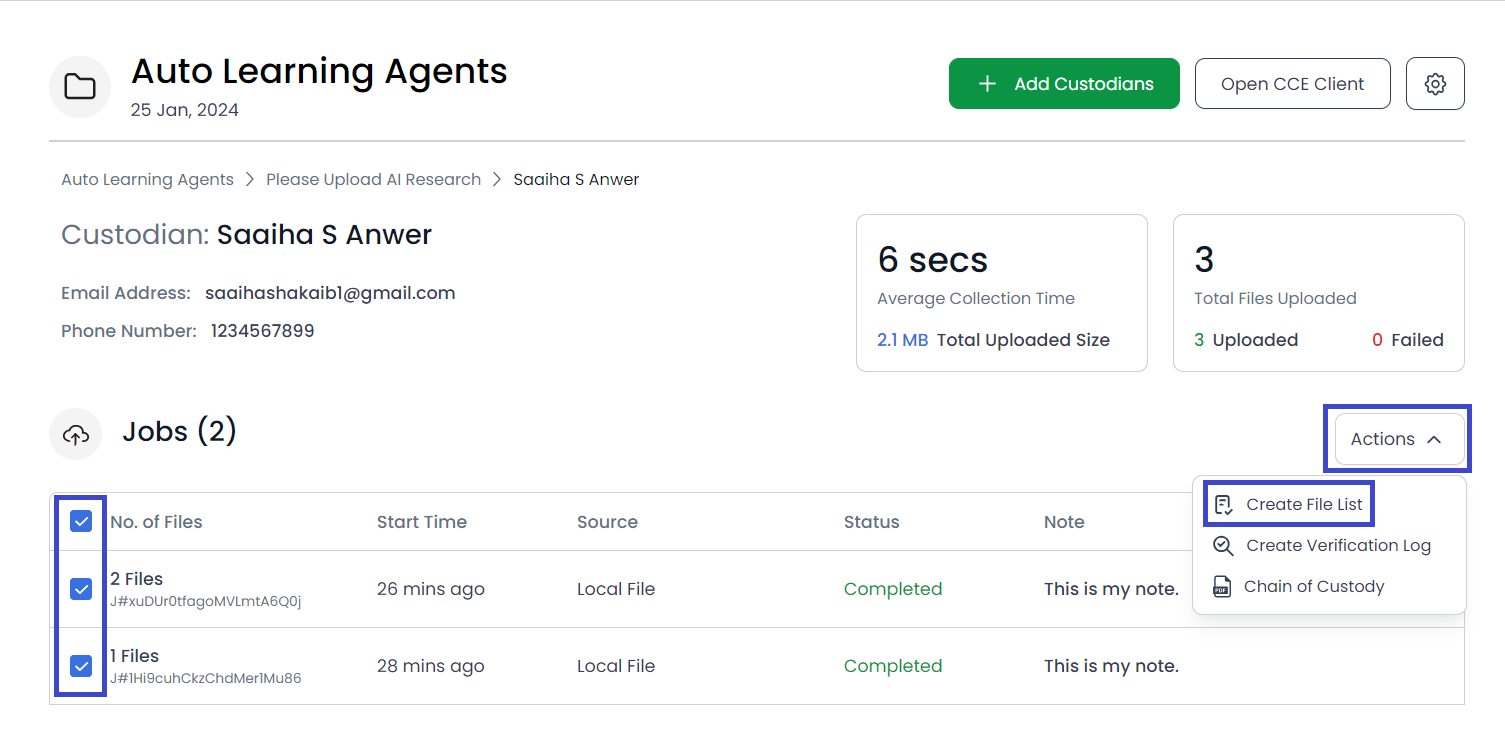 Auto Learning Agents
25 Jan, 2024
Add Custodians
Open CCE Client
Auto Learning Agents > Please Upload AI Research > Saaiha S Anwer
Custodian: Saaiha S Anwer
Email Address: saaihashakaib1@gmail.com
Phone Number: 1234567899
6 secs
Average Collection Time
2.1 MB Total Uploaded Size
3
Total Files Uploaded
3 Uploaded 0 Failed
Jobs (2)
Actions
Create File List
Create Verification Log
PDF Chain of Custody
No. of Files Start Time Source Status Note
2 Files
J#xuDUr0tfagoMVLmtA6Q0j
26 mins ago Local File Completed This is my note.
1 Files
J#1Hi9cuhCkzChdMer1Mu86
28 mins ago Local File Completed This is my note.